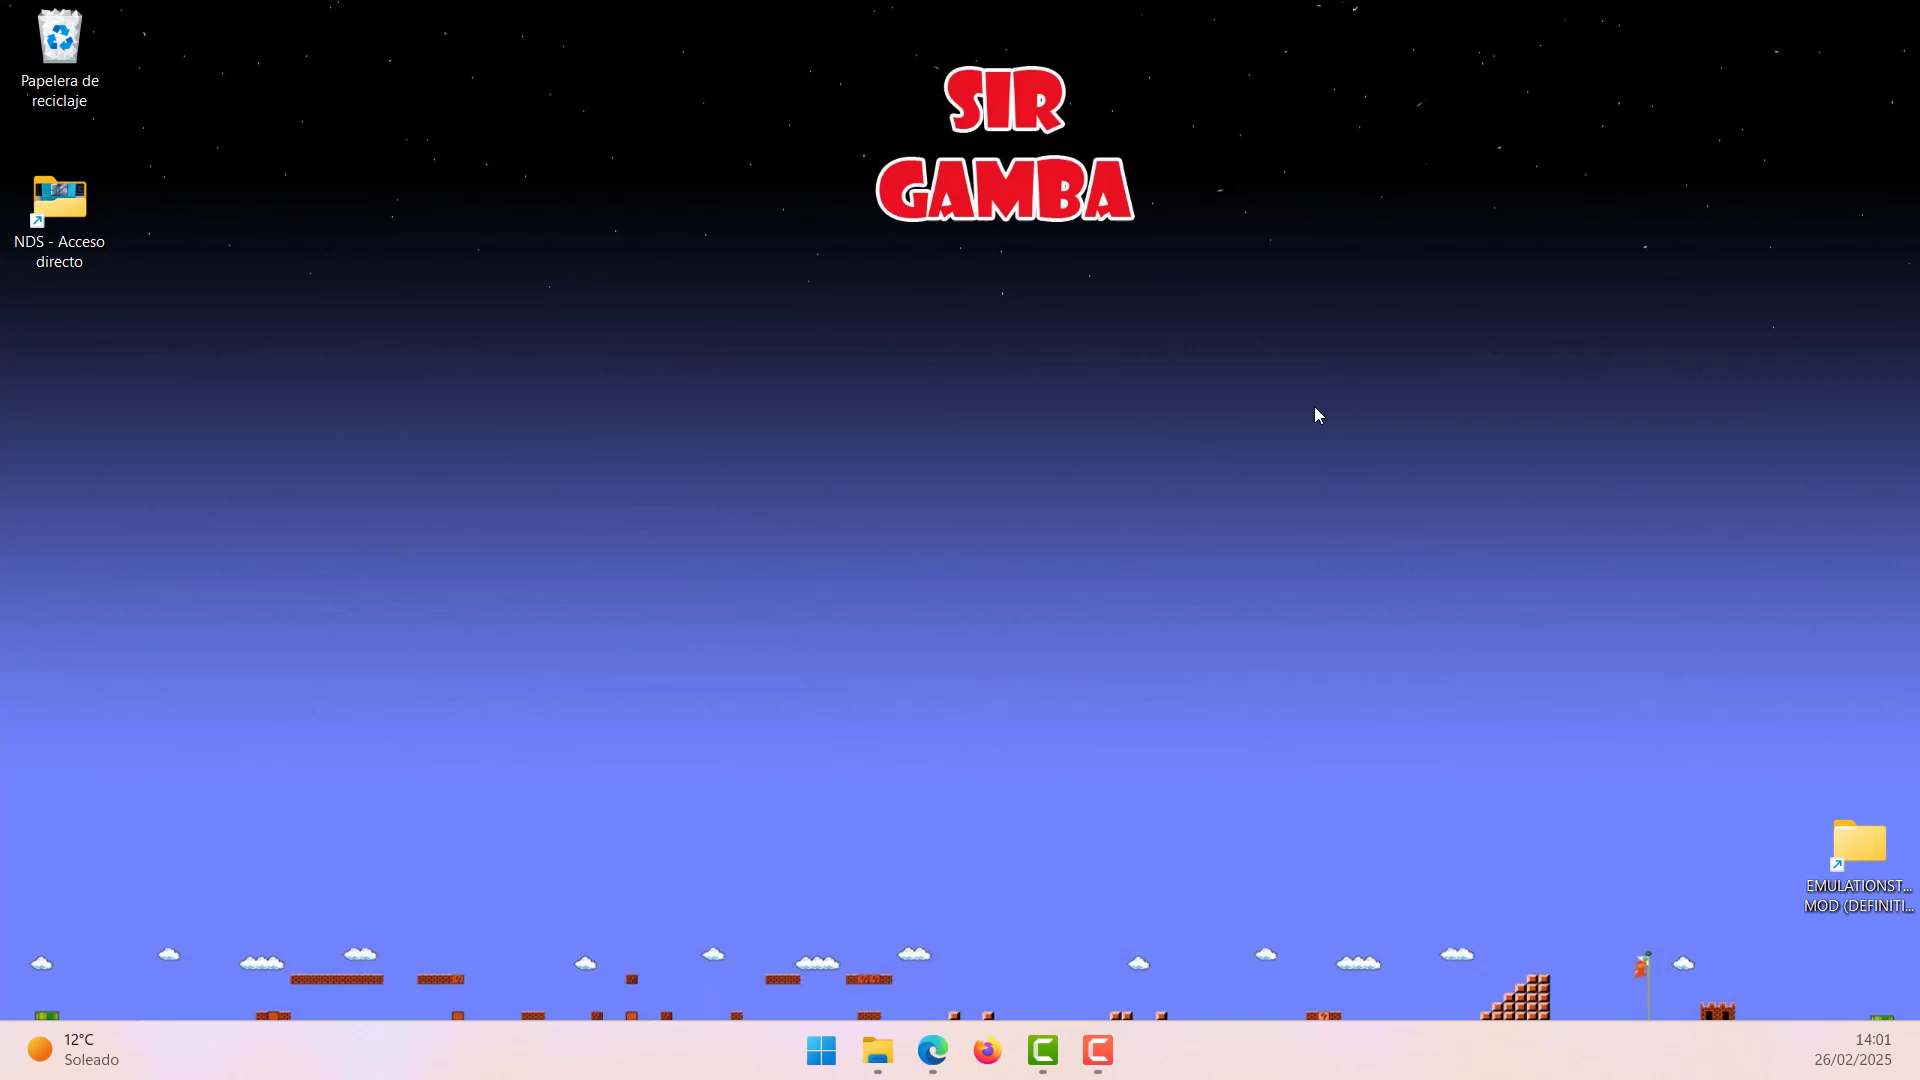 Papelera de
reciclaje
SIR
GAMBA
NDS - Acceso
directo
EMULATIONST...
MOD (DEFINITI...
12°C
Soleado
14:01
26/02/2025